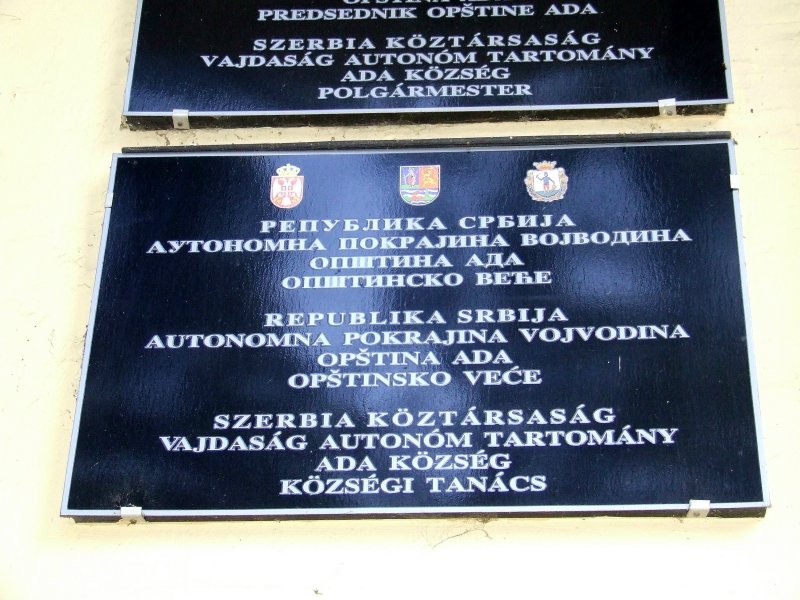 PREDSEDNIK OPŠTINE ADA
SZERBIA KÖZTÁRSASÁG
VAJDASÁG AUTONÓM TARTOMÁNY
ADA KÖZSÉG
POLGÁRMESTER
РЕПУБЛИКА СРБИЈА
АУТОНОМНА ПОКРАЈИНА ВОЈВОДИНА
ОПШТИНА АДА
ОПШТИНСКО ВЕЋЕ
REPUBLIKA SRBIJA
AUTONOMNA POKRAJINA VOJVODINA
OPŠTINA ADA
OPŠTINSKO VEĆE
SZERBIA KÖZTÁRSASÁG
VAJDASÁG AUTONÓM TARTOMÁNY
ADA KÖZSÉG
KÖZSÉGI TANÁCS